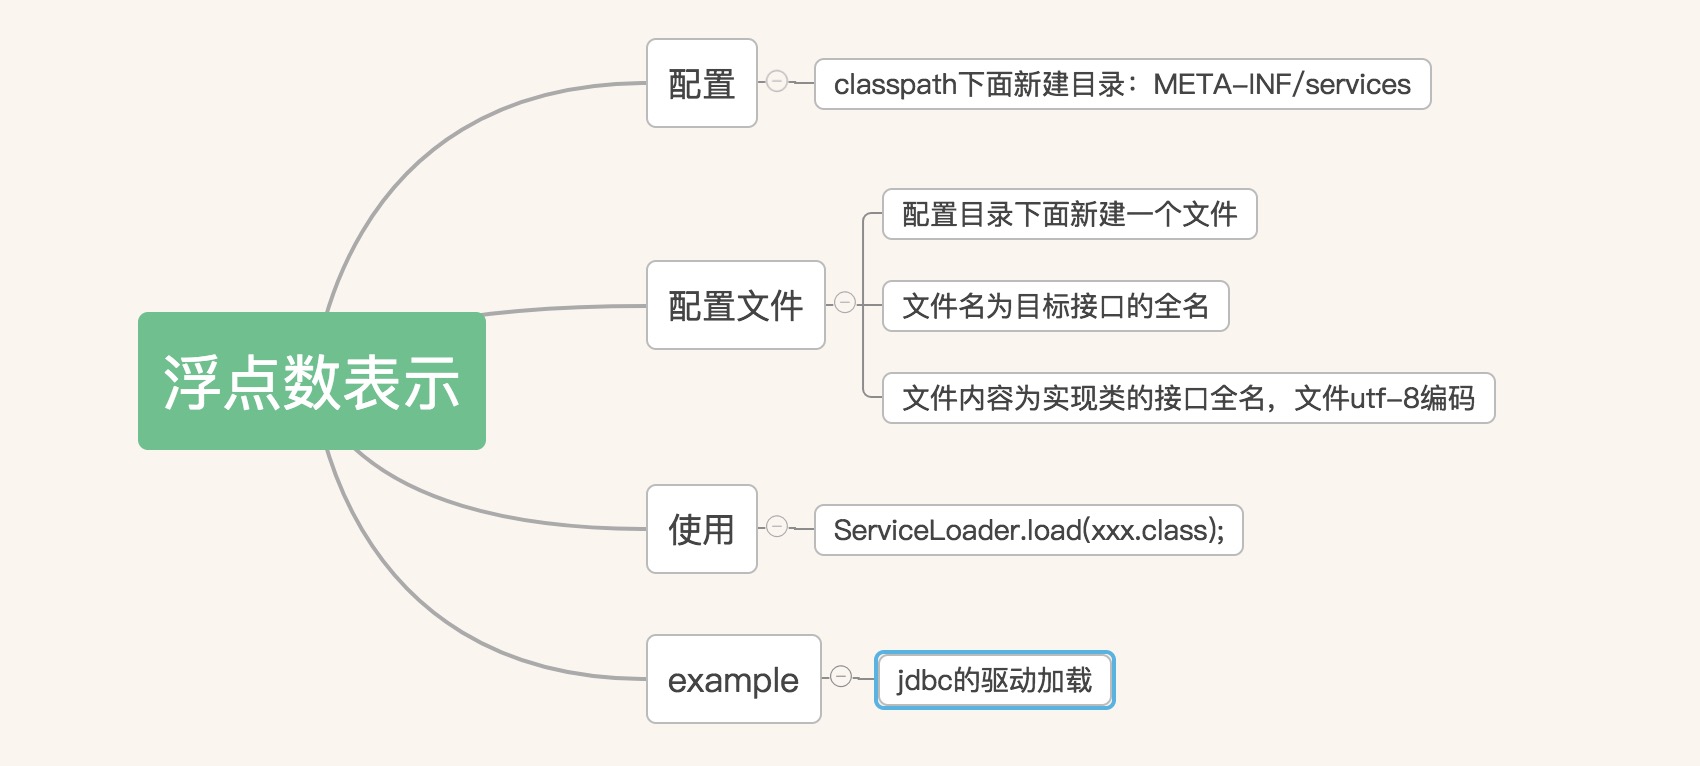 浮点数表示
配置
classpath下面新建目录：META-INF/services
配置文件
配置目录下面新建一个文件
文件名为目标接口的全名
文件内容为实现类的接口全名，文件utf-8编码
使用
ServiceLoader.load(xxx.class);
example
jdbc的驱动加载